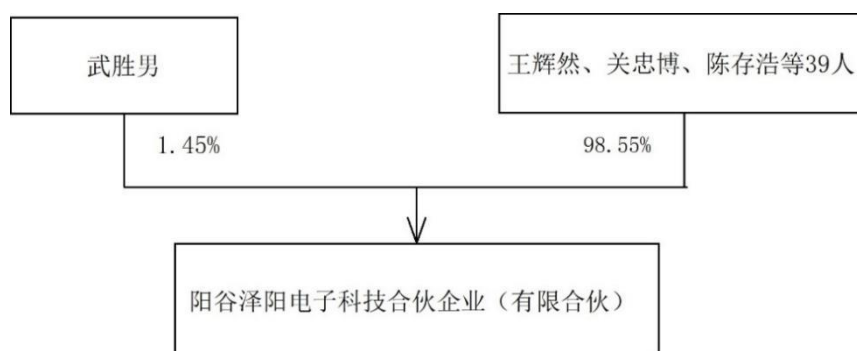 武胜男
王辉然、关忠博、陈存浩等39人
1.45%
98.55%
阳谷泽阳电子科技合伙企业（有限合伙）